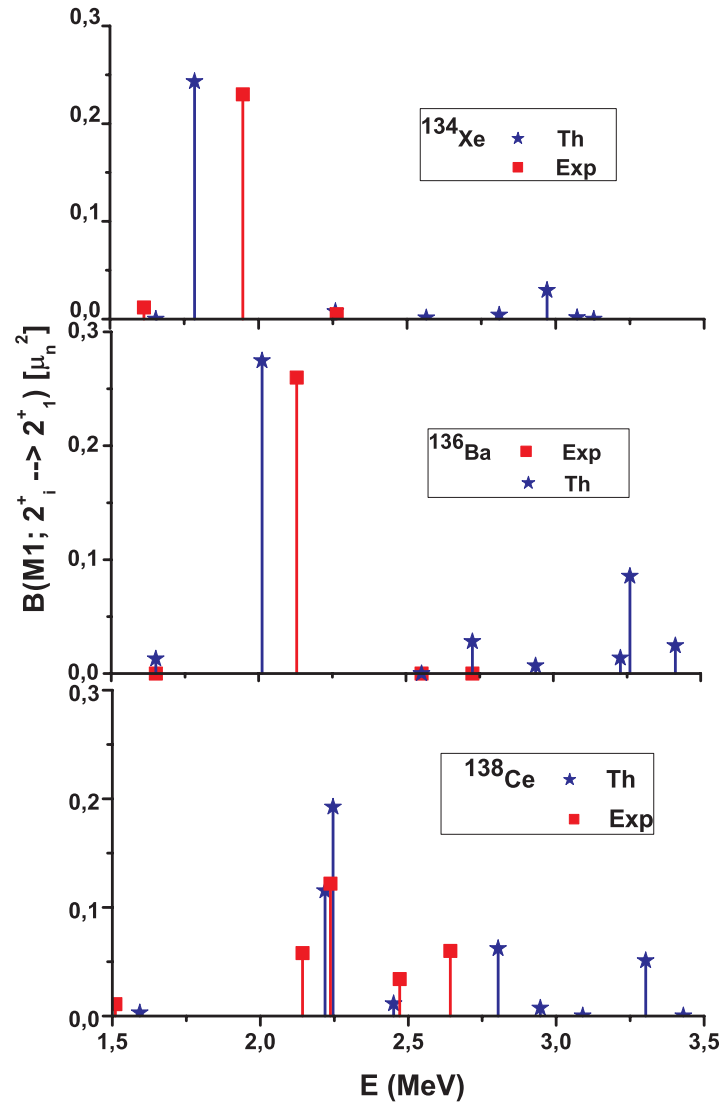 0,3
0,2
0,1
0,0
134Xe Th
Exp
0,3
0,2
0,1
0,0
136Ba Exp
Th
0,3
0,2
0,1
0,0
138Ce Th
Exp
1,5 2,0 2,5 3,0 3,5
E (MeV)
B(M1; 2+i --> 2+1) [μn2]